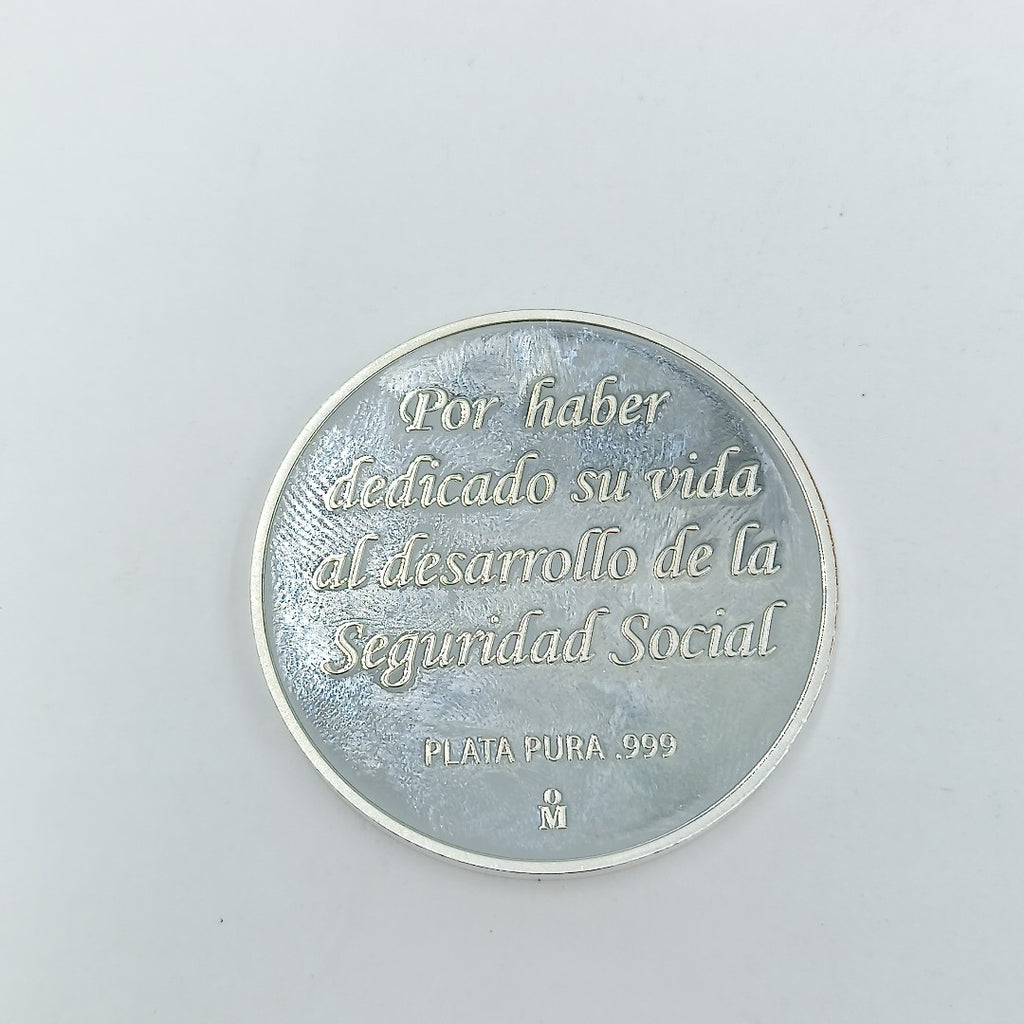 Por haber
dedicado su vida
al desarrollo de la
Seguridad Social
PLATA PURA .999
o
M